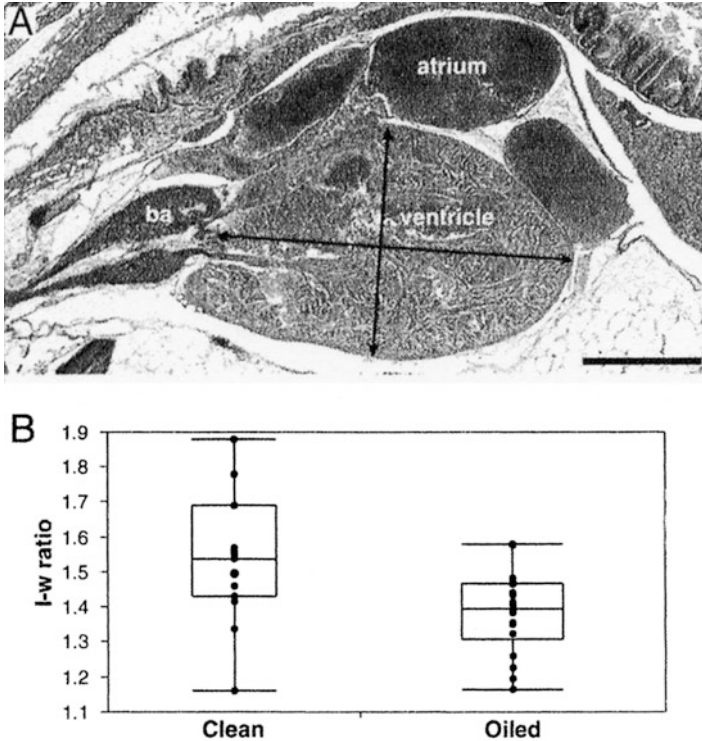 A
atrium
ba
ventricle
B
1.9
1.8
1.7
1.6
1.5
1.4
1.3
1.2
1.1
l-w ratio
Clean
Oiled